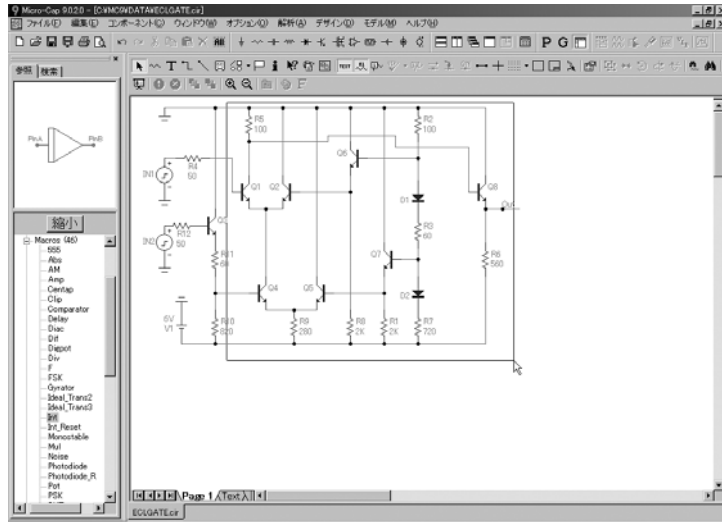 Micro-Cap 9.0.2.0 - [C:¥MC9¥DATA¥ECLGATE.cir]
ファイル(F) 編集(E) コンポーネント(C) ウィンドウ(W) オプション(O) 解析(A) デザイン(D) モデル(M) ヘルプ(H)
参照 検索
PinA PinB
縮小
Macros (46)
555
Abs
AM
Amp
Centap
Clip
Comparator
Delay
Diac
Dif
Digpot
Div
F
FSK
Gyrator
Ideal_Trans2
Ideal_Trans3
Int
Int_Reset
Monostable
Mul
Noise
Photodiode
Photodiode_R
Pot
PSK
R5
100
R2
100
Q6
IN1
R4
50
Q1
Q2
D1
Q8
Out
IN2
R12
50
R3
60
Q7
R6
560
Q4
Q5
D2
6V
V1
R9
260
R8
2K
R1
2K
R7
720
Page 1
Text
ECLGATE.cir